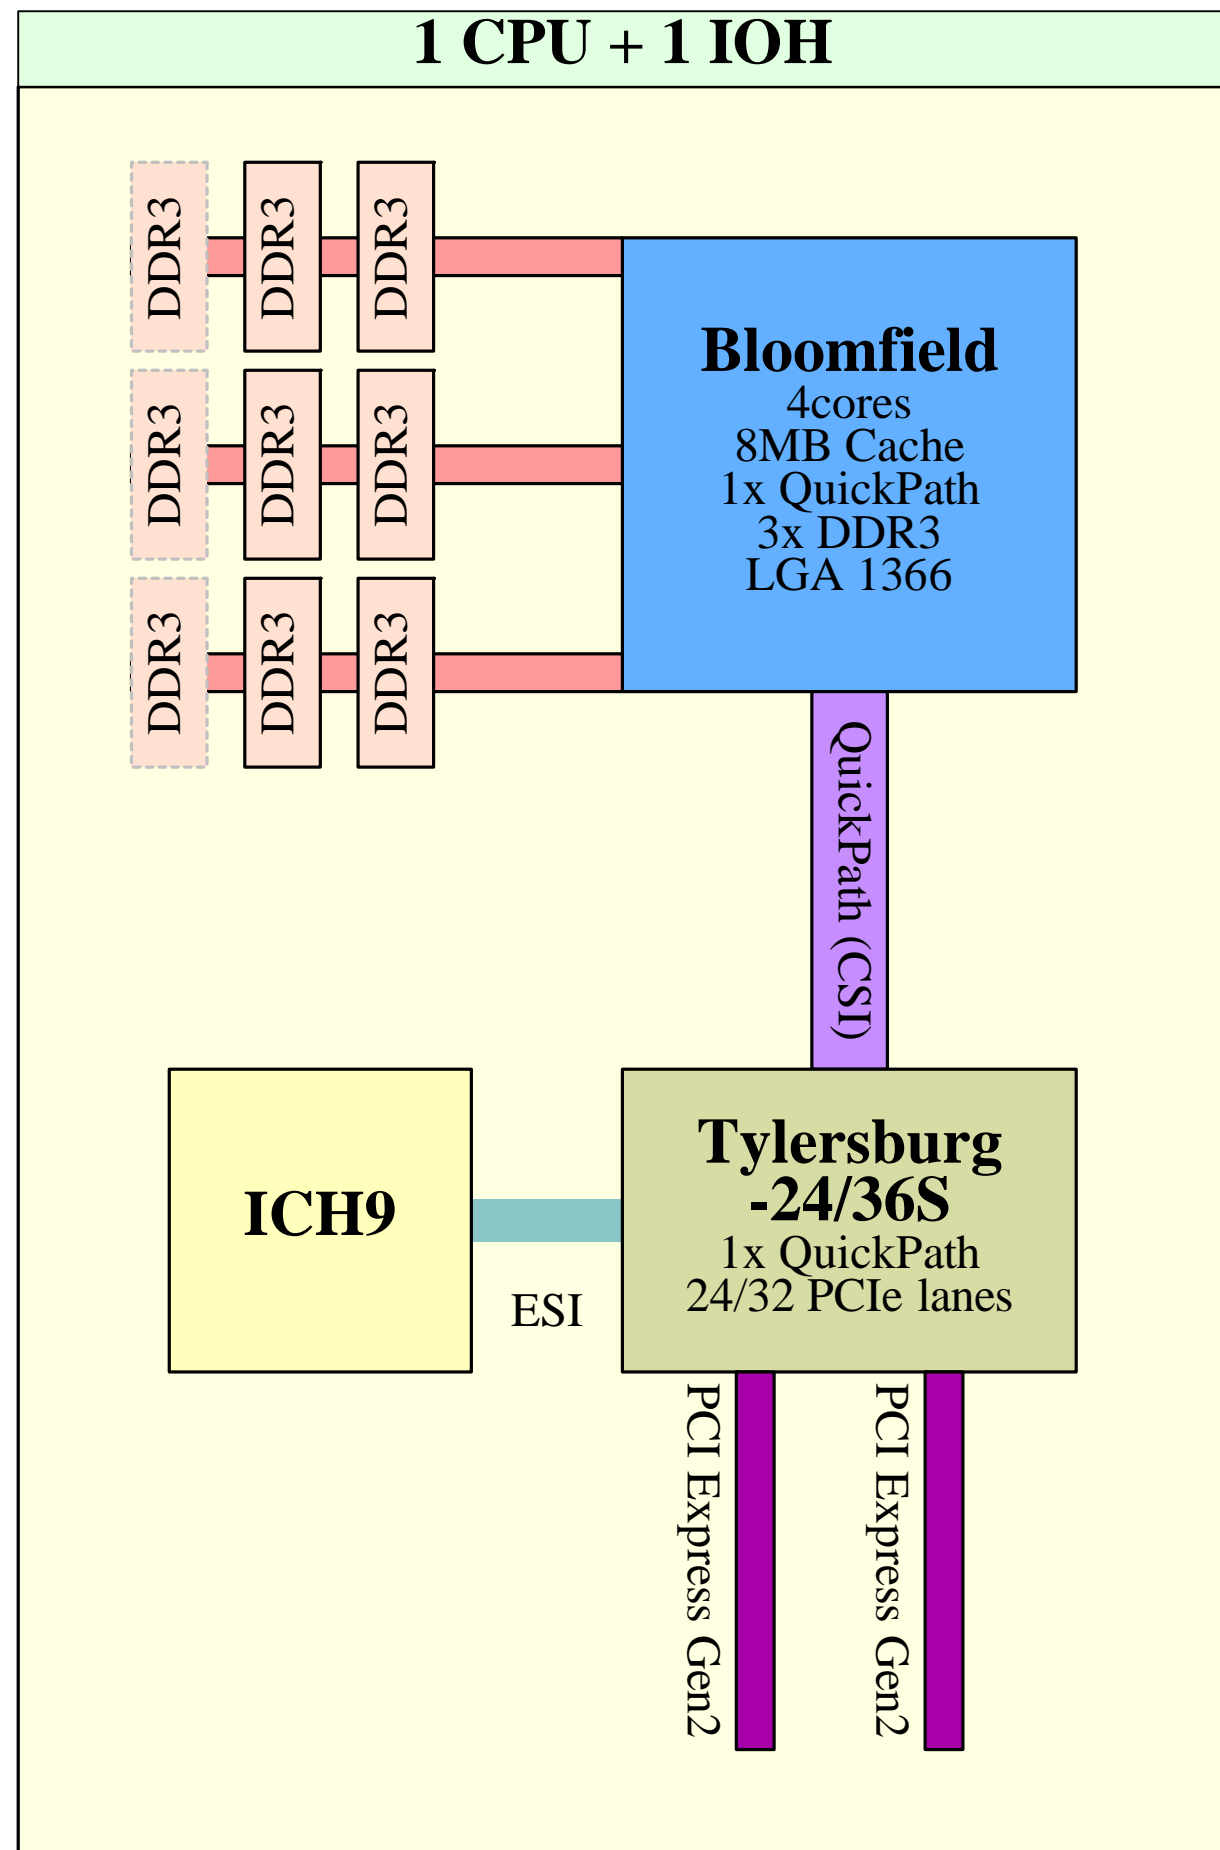 1 CPU + 1 IOH
DDR3
DDR3
DDR3
DDR3
DDR3
DDR3
DDR3
DDR3
DDR3
Bloomfield
4cores
8MB Cache
1x QuickPath
3x DDR3
LGA 1366
QuickPath (CSI)
ICH9
ESI
Tylersburg
-24/36S
1x QuickPath
24/32 PCIe lanes
PCI Express Gen2
PCI Express Gen2